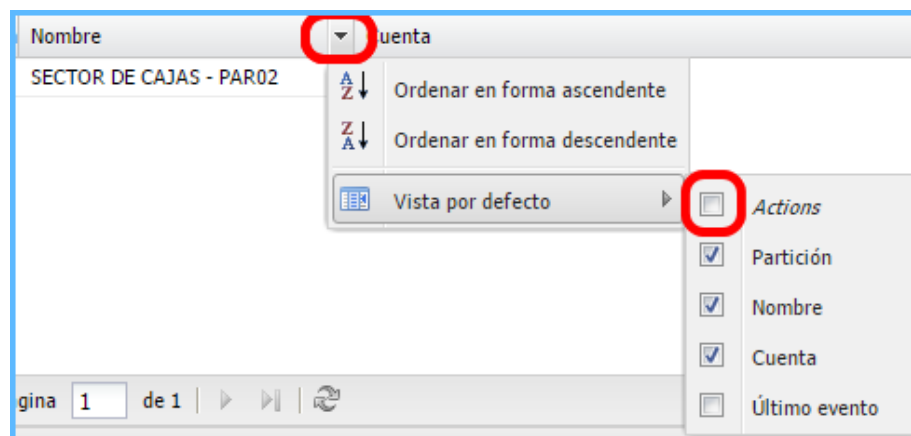 Nombre
Cuenta
SECTOR DE CAJAS - PAR02
Ordenar en forma ascendente
Ordenar en forma descendente
Vista por defecto
Actions
Partición
Nombre
Cuenta
Último evento
gina 1 de 1